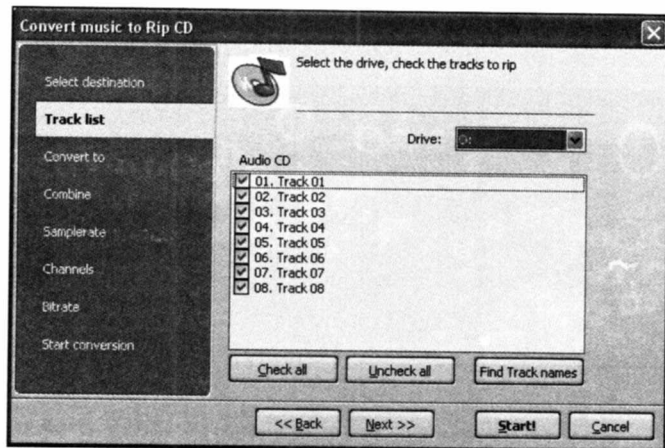 Convert music to Rip CD
Select destination
Track list
Convert to
Combine
Samplerate
Channels
Bitrate
Start conversion
Select the drive, check the tracks to rip
Drive:
Audio CD
01. Track 01
02. Track 02
03. Track 03
04. Track 04
05. Track 05
06. Track 06
07. Track 07
08. Track 08
Check all
Uncheck all
Find Track names
<< Back
Next >>
Start!
Cancel